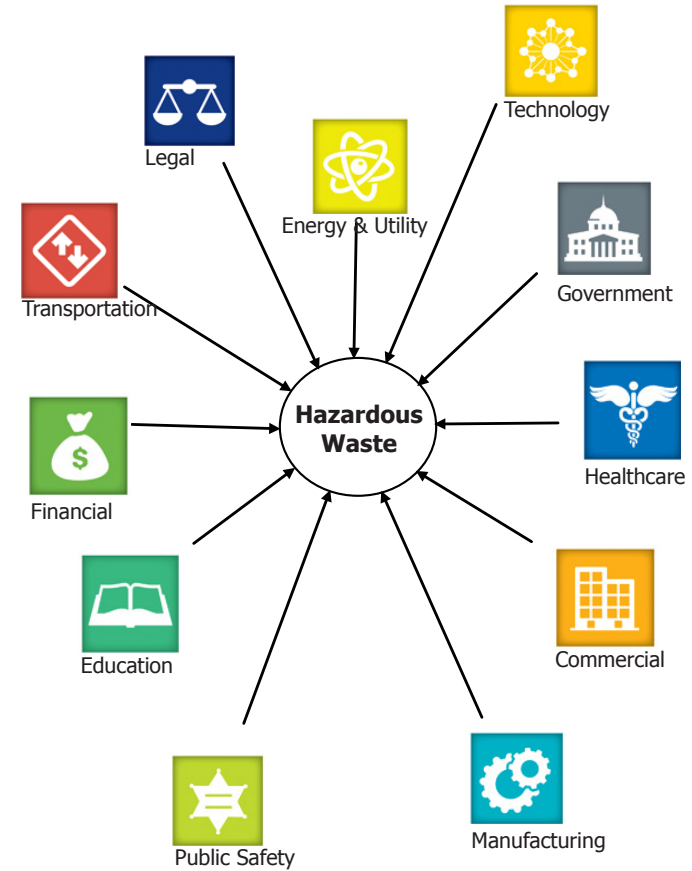 Technology
Legal
Energy & Utility
Government
Transportation
Hazardous
Waste
$
Healthcare
Financial
Commercial
Education
Manufacturing
Public Safety